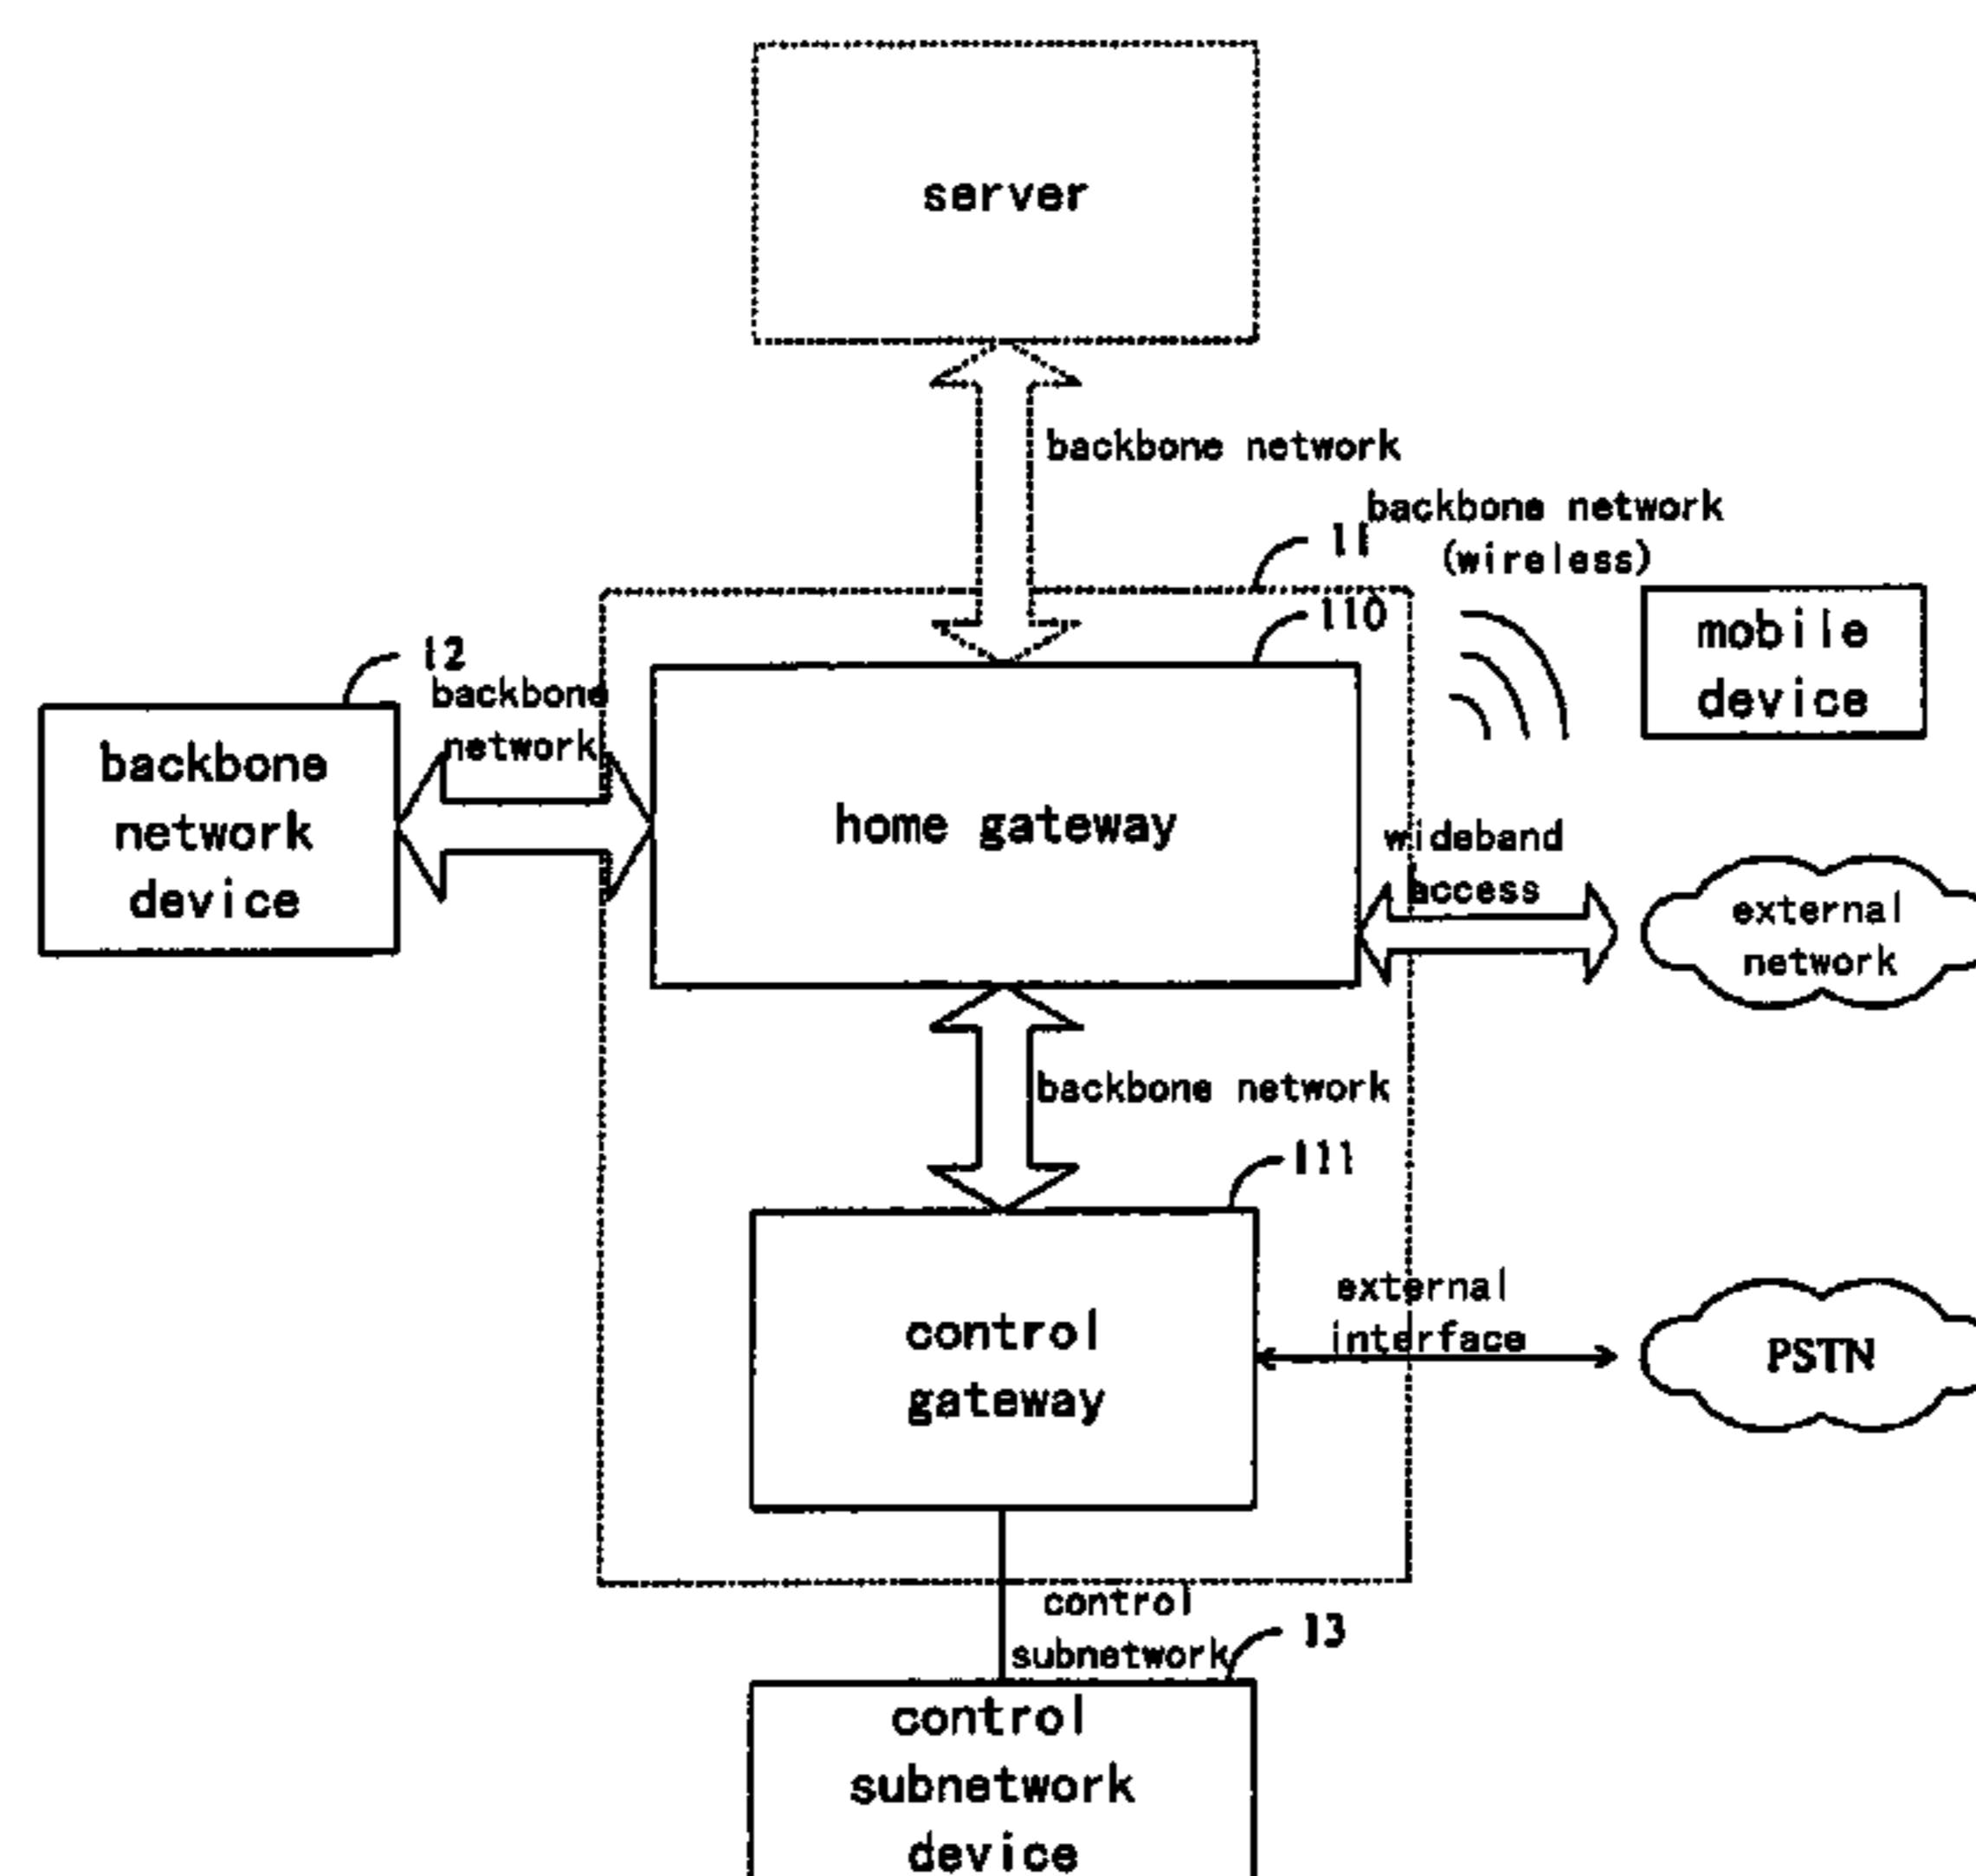 server
backbone network
backbone network
(wireless)
11
110
mobile
device
12
backbone
network
backbone
network
device
home gateway
wideband
access
external
network
backbone network
111
control
gateway
external
interface
PSTN
control
subnetwork
13
control
subnetwork
device